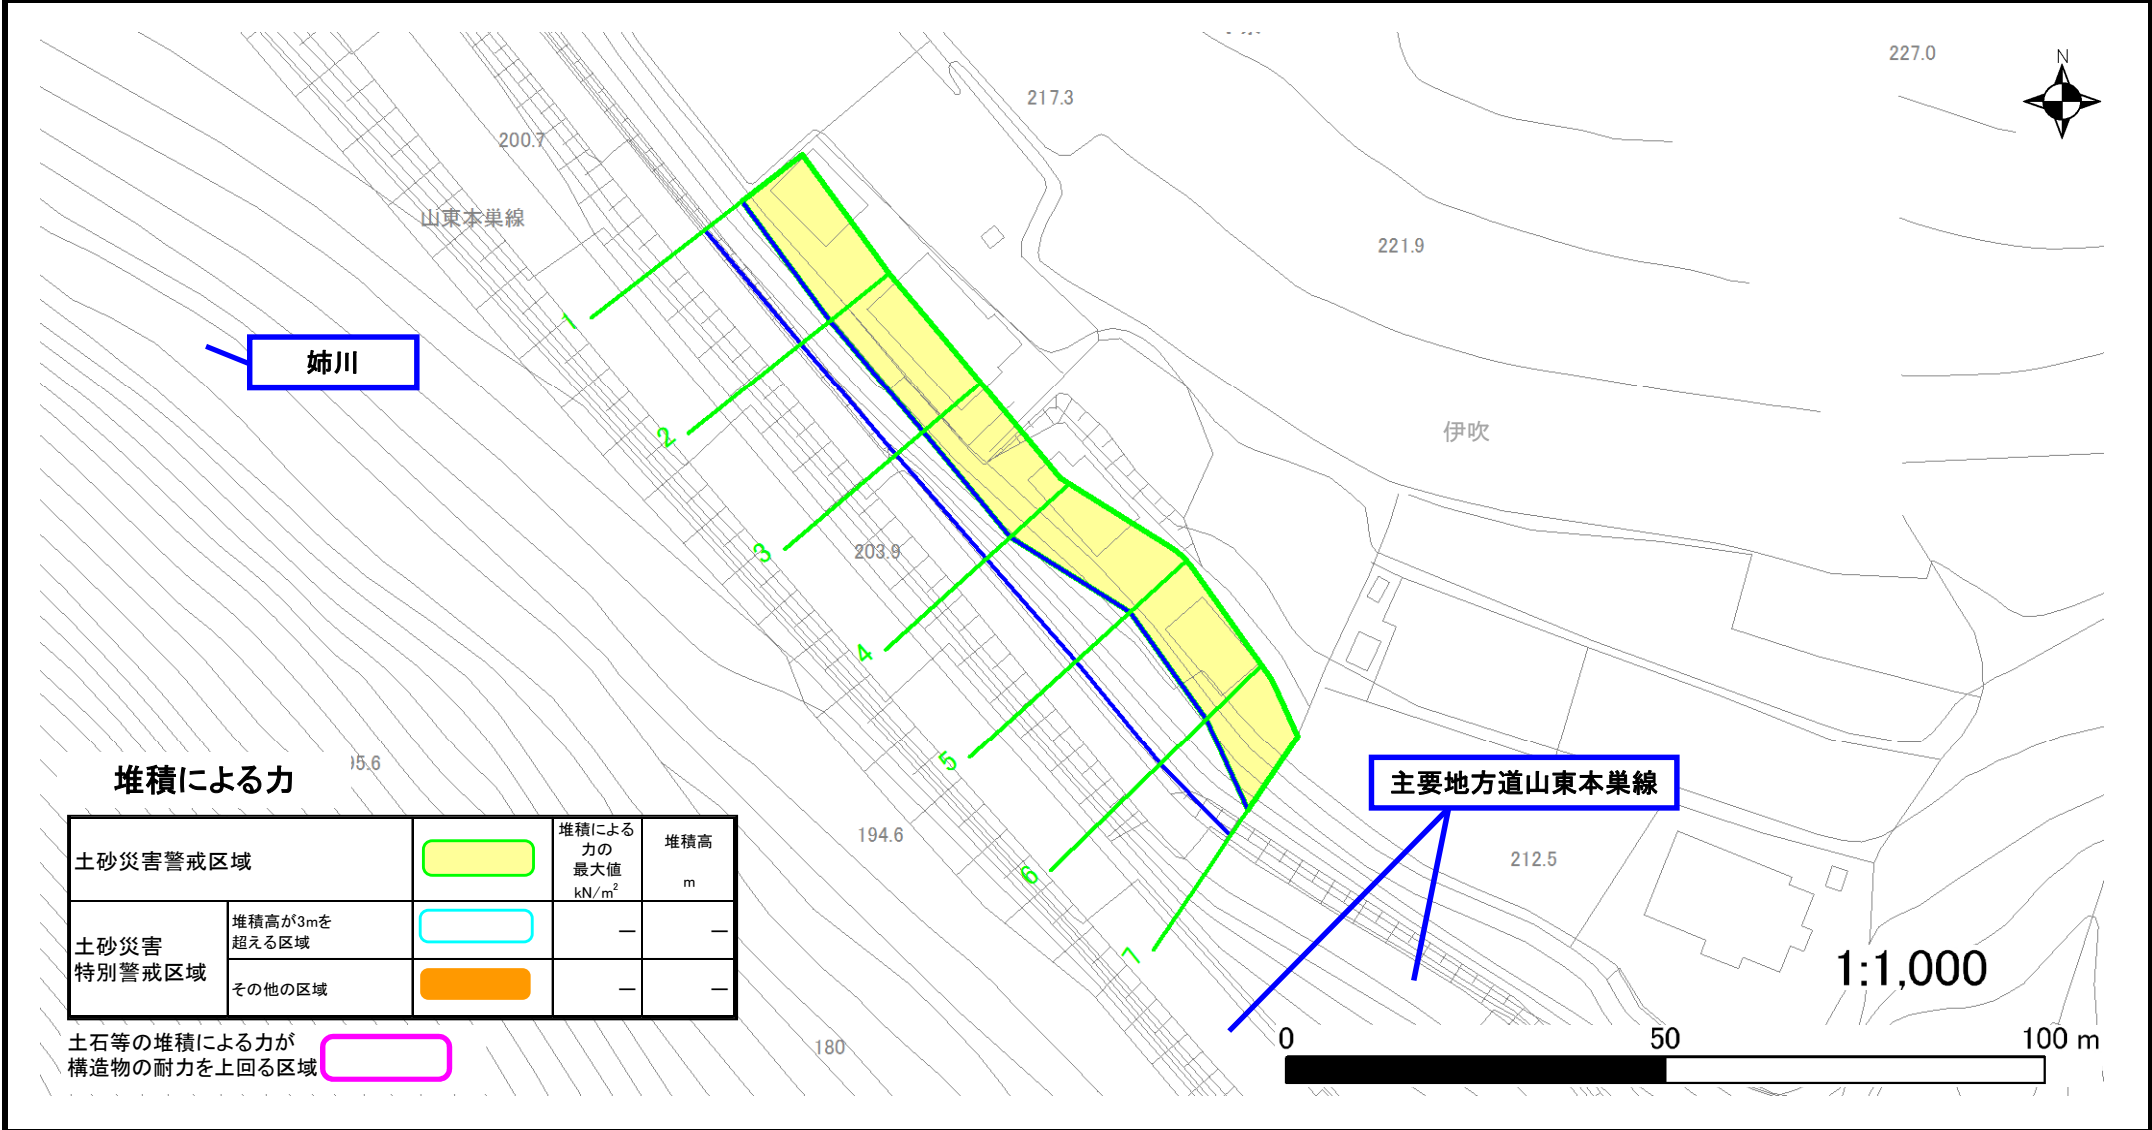 227.0
N
217.3
200.7
山東本巣線
221.9
姉川
1
2
伊吹
3
203.9
4
5
堆積による力
95.6
主要地方道山東本巣線
194.6
212.5
6
7
土砂災害警戒区域
堆積による
力の
最大値
kN/m²
堆積高
m
土砂災害
特別警戒区域
堆積高が3mを
超える区域
—
—
その他の区域
—
—
土石等の堆積による力が
構造物の耐力を上回る区域
180
1:1,000
0
50
100 m